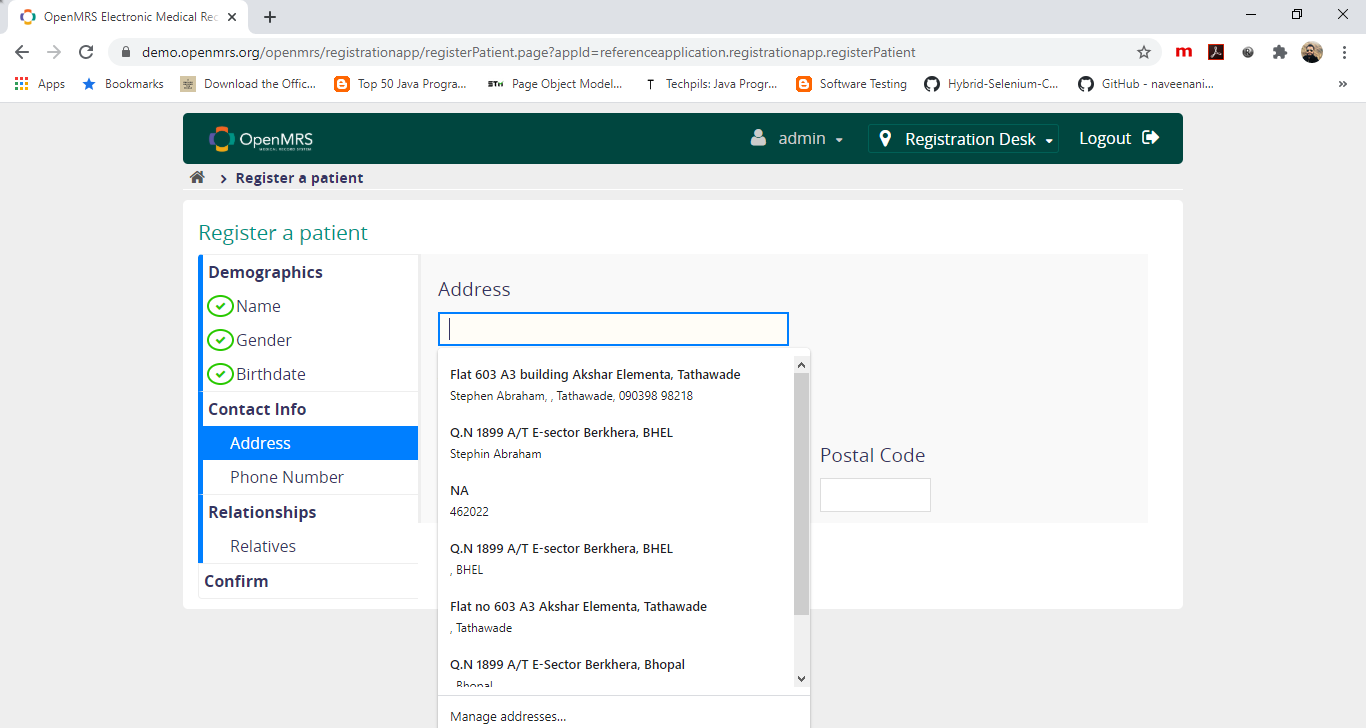 OpenMRS Electronic Medical Rec
demo.openmrs.org/openmrs/registrationapp/registerPatient.page?appId=referenceapplication.registrationapp.registerPatient
Apps Bookmarks Download the Offic... Top 50 Java Progra... STH Page Object Model... T Techpils: Java Progr... Software Testing Hybrid-Selenium-C... GitHub - naveenani... »
OpenMRS
MEDICAL RECORD SYSTEM
admin
Registration Desk
Logout
Register a patient
Register a patient
Demographics
Name
Gender
Birthdate
Contact Info
Address
Phone Number
Relationships
Relatives
Confirm
Address
Flat 603 A3 building Akshar Elementa, Tathawade
Stephen Abraham, , Tathawade, 090398 98218
Q.N 1899 A/T E-sector Berkhera, BHEL
Stephin Abraham
NA
462022
Q.N 1899 A/T E-sector Berkhera, BHEL
, BHEL
Flat no 603 A3 Akshar Elementa, Tathawade
, Tathawade
Q.N 1899 A/T E-Sector Berkhera, Bhopal
, Bhopal
Manage addresses...
Postal Code